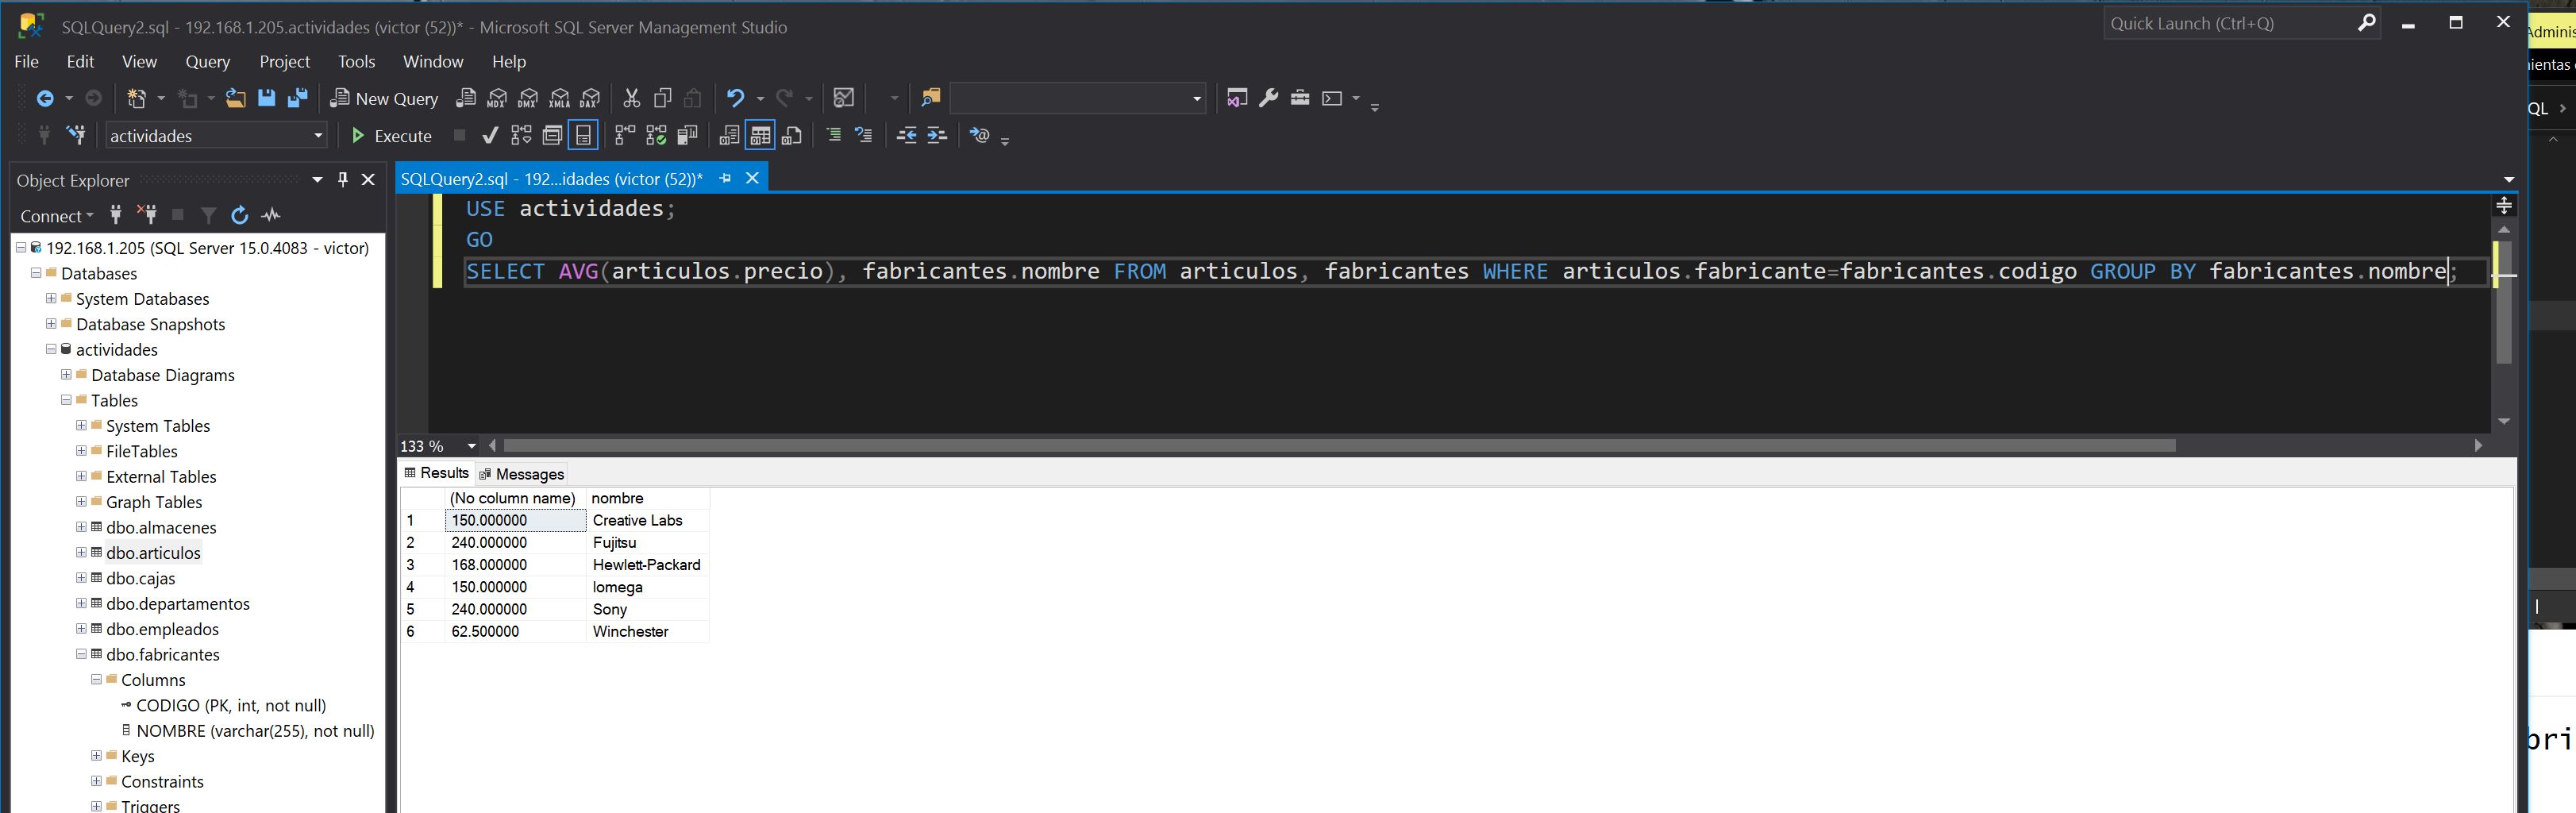 SQLQuery2.sql - 192.168.1.205.actividades (victor (52))* - Microsoft SQL Server Management Studio
Quick Launch (Ctrl+Q)
File Edit View Query Project Tools Window Help
New Query MDX DMX XMLA DAX
actividades Execute
Object Explorer
Connect
192.168.1.205 (SQL Server 15.0.4083 - victor)
Databases
System Databases
Database Snapshots
actividades
Database Diagrams
Tables
System Tables
FileTables
External Tables
Graph Tables
dbo.almacenes
dbo.articulos
dbo.cajas
dbo.departamentos
dbo.empleados
dbo.fabricantes
Columns
CODIGO (PK, int, not null)
NOMBRE (varchar(255), not null)
Keys
Constraints
Triggers
SQLQuery2.sql - 192...idades (victor (52))*
USE actividades;
GO
SELECT AVG(articulos.precio), fabricantes.nombre FROM articulos, fabricantes WHERE articulos.fabricante=fabricantes.codigo GROUP BY fabricantes.nombre;
133 %
Results Messages
(No column name) nombre
1 150.000000 Creative Labs
2 240.000000 Fujitsu
3 168.000000 Hewlett-Packard
4 150.000000 Iomega
5 240.000000 Sony
6 62.500000 Winchester
Adminis
ientas
QL >
bri